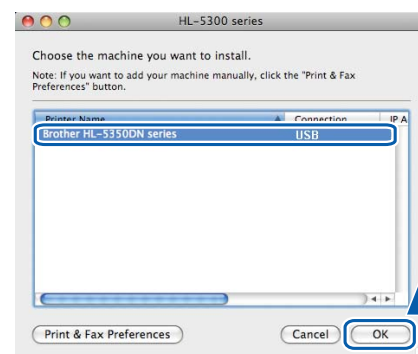 HL-5300 series
Choose the machine you want to install.
Note: If you want to add your machine manually, click the "Print & Fax
Preferences" button.
Printer Name Connection IP A
Brother HL-5350DN series USB
Print & Fax Preferences Cancel OK